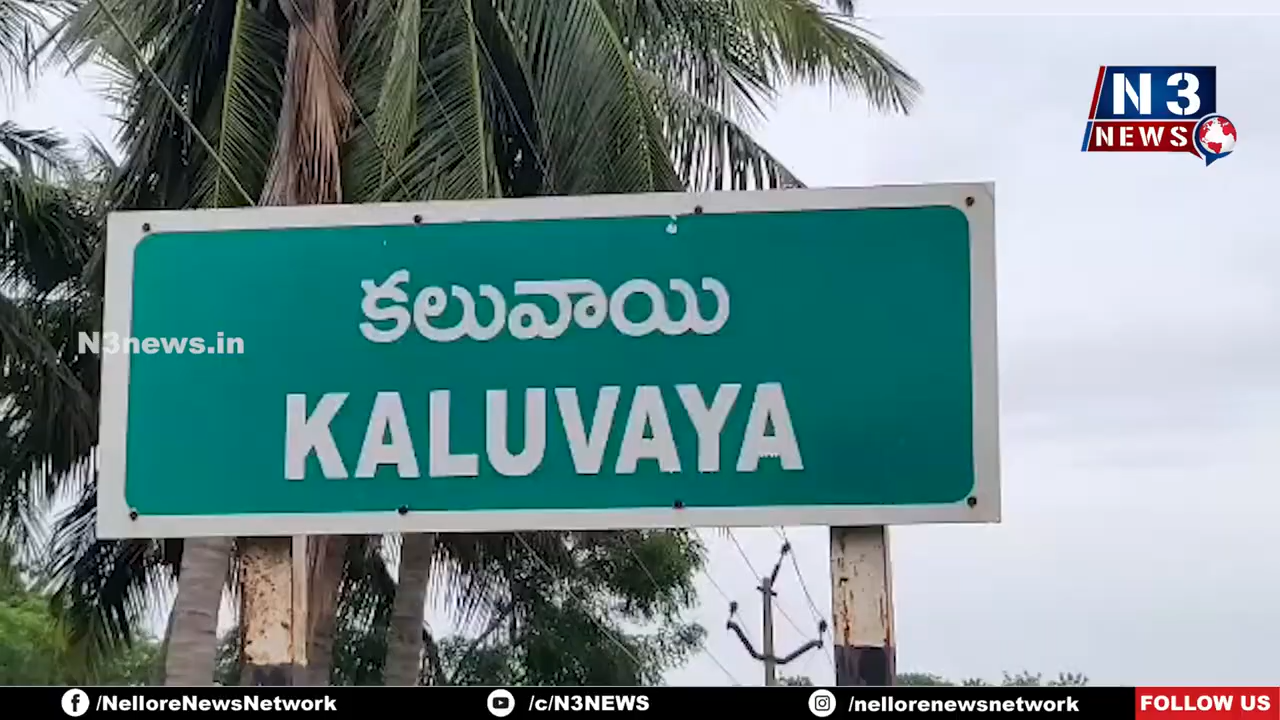 N3
NEWS
కలువాయి
N3news.in
KALUVAYA
/NelloreNewsNetwork
/c/N3NEWS
/nellorenewsnetwork
FOLLOW US